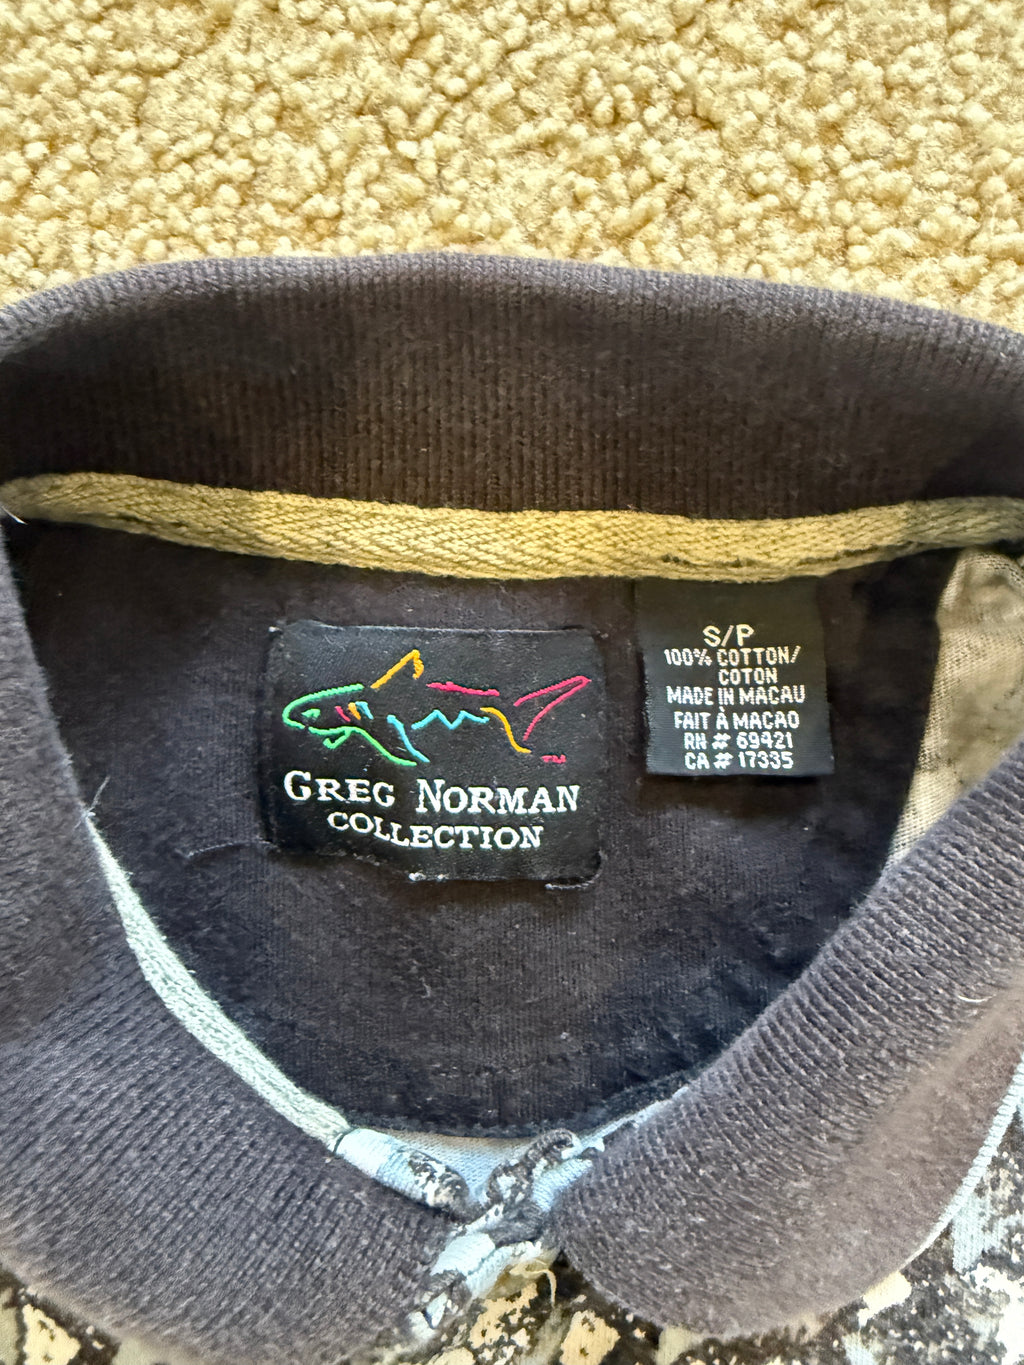 GREG NORMAN
COLLECTION
TM
S/P
100% COTTON/
COTON
MADE IN MACAU
FAIT À MACAO
RN # 69421
CA # 17335